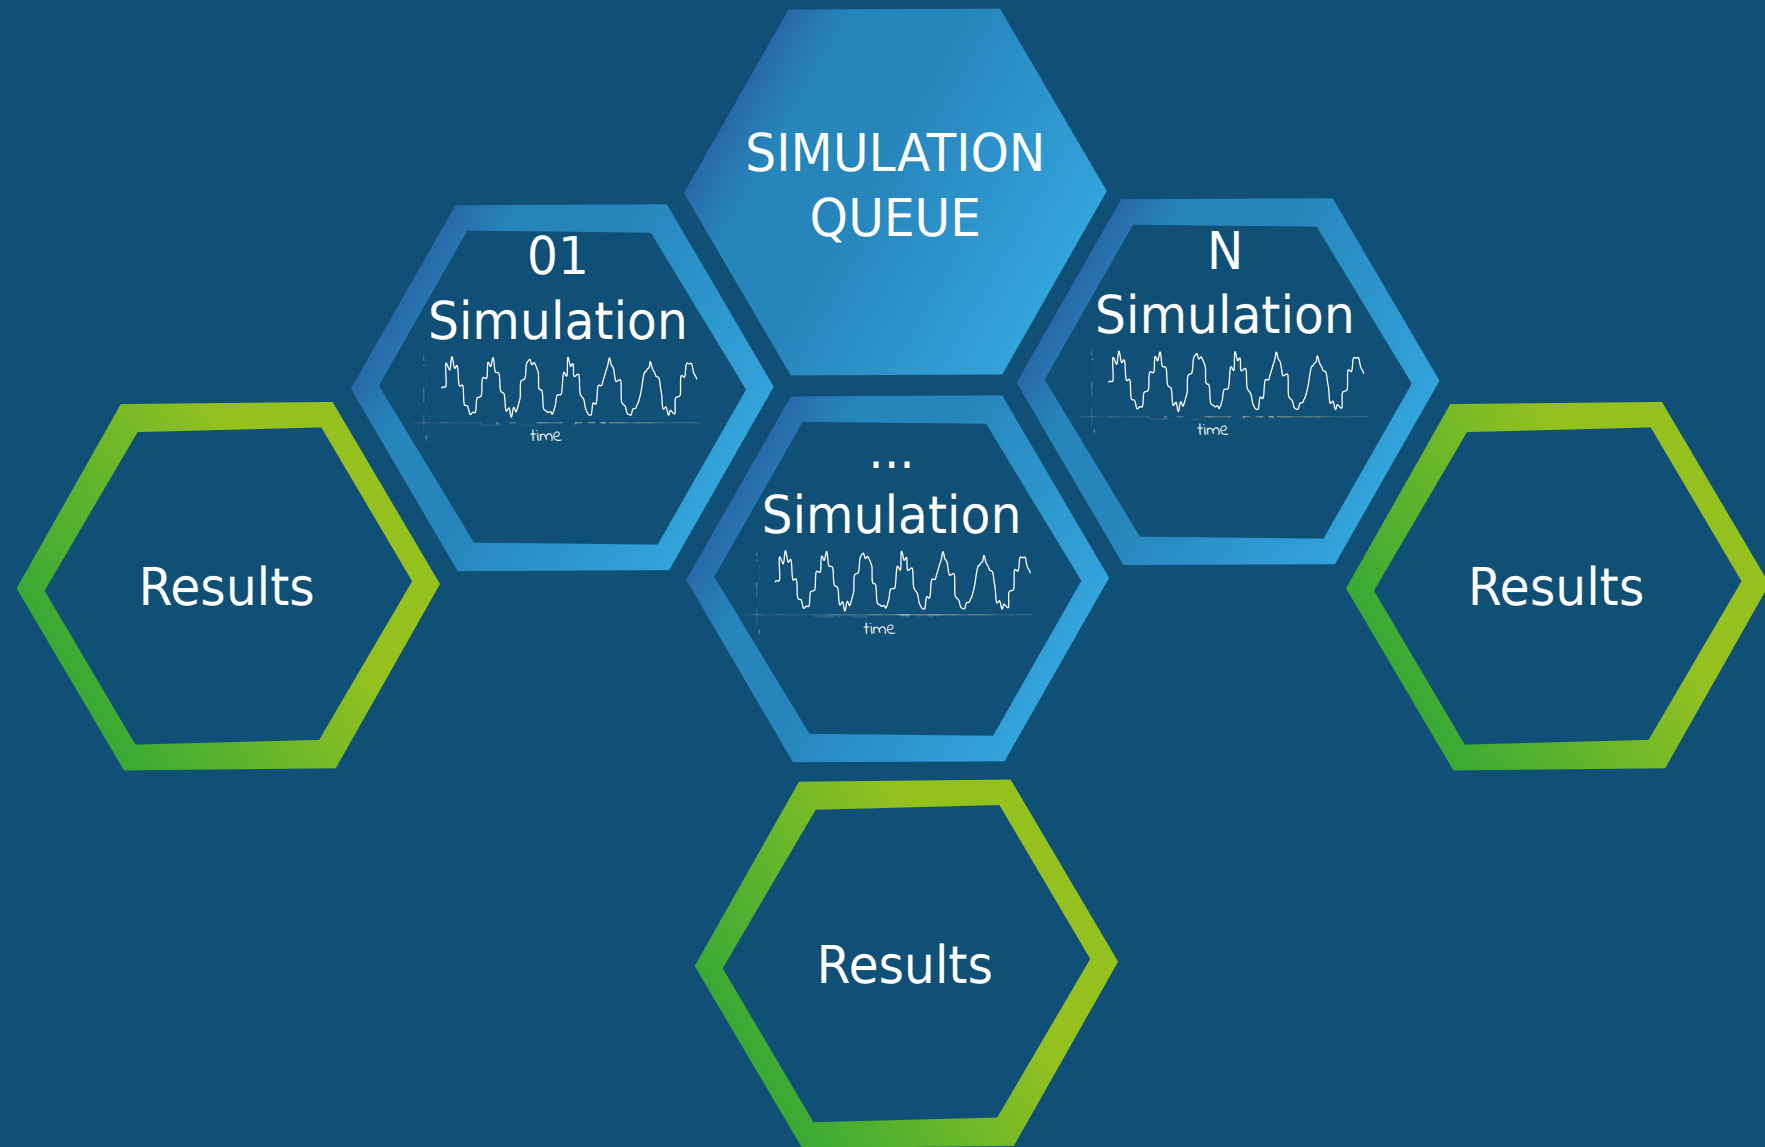 SIMULATION
QUEUE
01
Simulation
time
N
Simulation
time
...
Simulation
time
Results
Results
Results